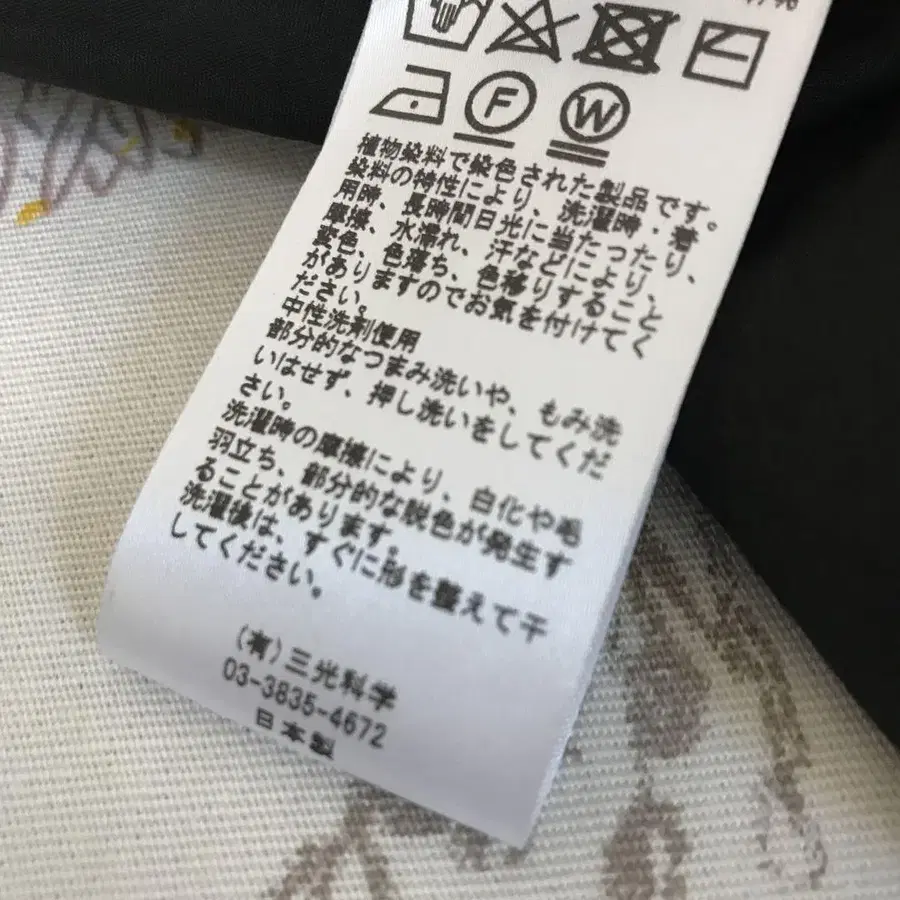 F W
植物染料で染色された製品です。
染料の特性により、洗濯時・着
用時、長時間日光に当たったり、
摩擦、水濡れ、汗などにより、
変色、色落ち、色移りすること
がありますのでお気を付けてく
ださい。
中性洗剤使用
部分的なつまみ洗いや、もみ洗
いはせず、押し洗いをしてくだ
さい。
洗濯時の摩擦により、白化や毛
羽立ち、部分的な脱色が発生す
ることがあります。
洗濯後は、すぐに形を整えて干
してください。
(有)三光科学
03-3835-4672
日本製